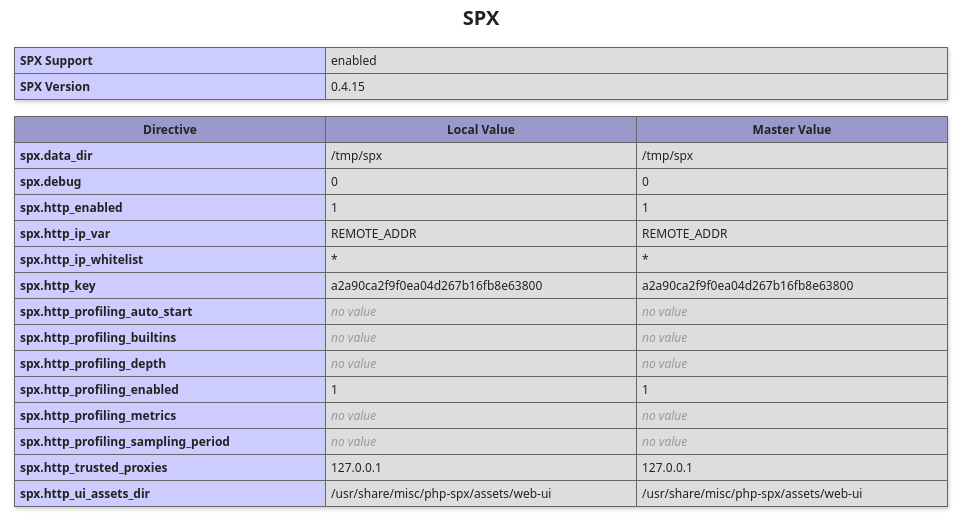 SPX
SPX Support enabled
SPX Version 0.4.15
Directive Local Value Master Value
spx.data_dir /tmp/spx /tmp/spx
spx.debug 0 0
spx.http_enabled 1 1
spx.http_ip_var REMOTE_ADDR REMOTE_ADDR
spx.http_ip_whitelist * *
spx.http_key a2a90ca2f9f0ea04d267b16fb8e63800 a2a90ca2f9f0ea04d267b16fb8e63800
spx.http_profiling_auto_start no value no value
spx.http_profiling_builtins no value no value
spx.http_profiling_depth no value no value
spx.http_profiling_enabled 1 1
spx.http_profiling_metrics no value no value
spx.http_profiling_sampling_period no value no value
spx.http_trusted_proxies 127.0.0.1 127.0.0.1
spx.http_ui_assets_dir /usr/share/misc/php-spx/assets/web-ui /usr/share/misc/php-spx/assets/web-ui